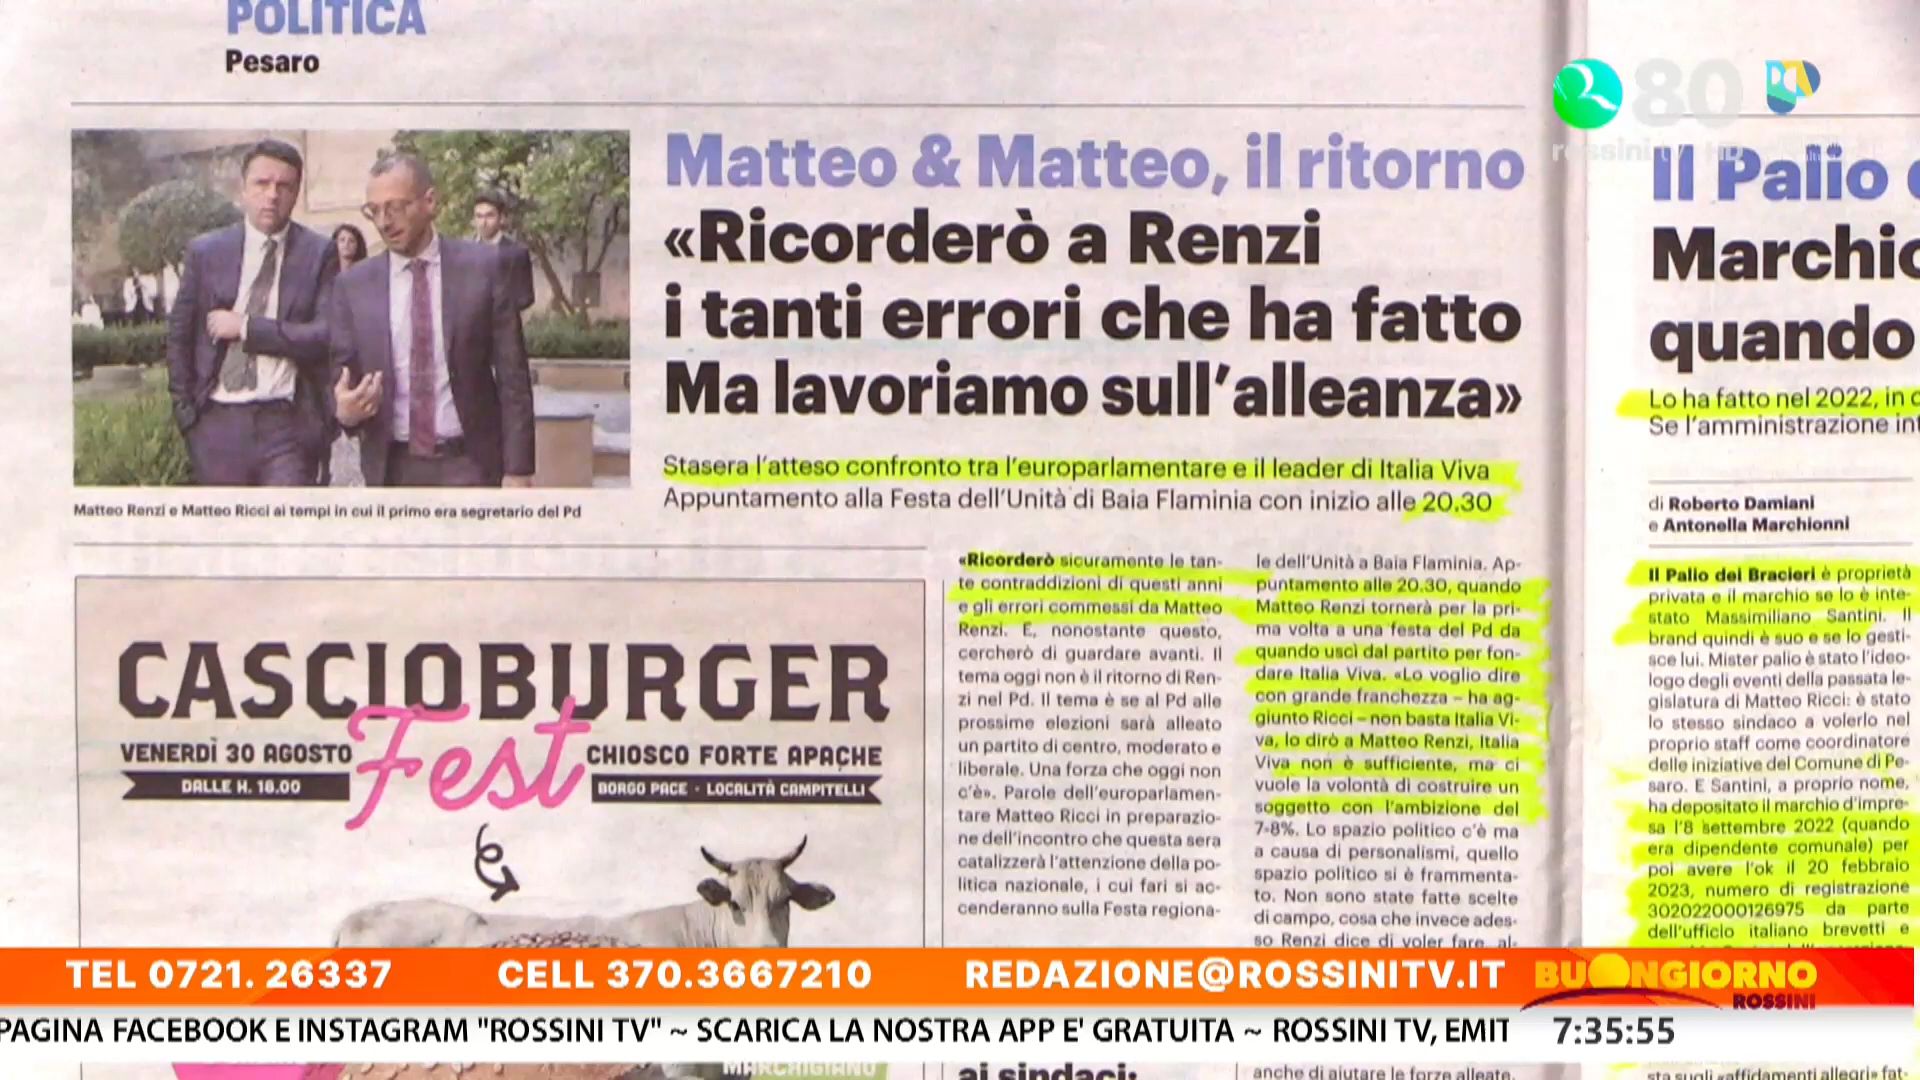 POLITICA
Pesaro
80
rossini tv HD
Matteo & Matteo, il ritorno
«Ricorderò a Renzi
i tanti errori che ha fatto
Ma lavoriamo sull'alleanza»
Stasera l'atteso confronto tra l'europarlamentare e il leader di Italia Viva
Appuntamento alla Festa dell'Unità di Baia Flaminia con inizio alle 20.30
Matteo Renzi e Matteo Ricci ai tempi in cui il primo era segretario del Pd
CASCIOBURGER
Fest
VENERDÌ 30 AGOSTO
DALLE H. 18.00
CHIOSCO FORTE APACHE
BORGO PACE - LOCALITÀ CAMPITELLI
MARCHIGIANO
«Ricorderò sicuramente le tan-
te contraddizioni di questi anni
e gli errori commessi da Matteo
Renzi. E, nonostante questo,
cercherò di guardare avanti. Il
tema oggi non è il ritorno di Ren-
zi nel Pd. Il tema è se al Pd alle
prossime elezioni sarà alleato
un partito di centro, moderato e
liberale. Una forza che oggi non
c'è». Parole dell'europarlamen-
tare Matteo Ricci in preparazio-
ne dell'incontro che questa sera
catalizzerà l'attenzione della po-
litica nazionale, i cui fari si ac-
cenderanno sulla Festa regiona-
le dell'Unità a Baia Flaminia. Ap-
puntamento alle 20.30, quando
Matteo Renzi tornerà per la pri-
ma volta a una festa del Pd da
quando uscì dal partito per fon-
dare Italia Viva. «Lo voglio dire
con grande franchezza – ha ag-
giunto Ricci – non basta Italia Vi-
va, lo dirò a Matteo Renzi, Italia
Viva non è sufficiente, ma ci
vuole la volontà di costruire un
soggetto con l'ambizione del
7-8%. Lo spazio politico c'è ma
a causa di personalismi, quello
spazio politico si è frammenta-
to. Non sono state fatte scelte
di campo, cosa che invece ades-
so Renzi dice di voler fare, al-
ai sindaci:
anche di aiutare le forze alleate.
Il Palio
Marchio
quando
Lo ha fatto nel 2022, in
Se l'amministrazione
di Roberto Damiani
e Antonella Marchionni
Il Palio dei Bracieri è proprietà
privata e il marchio se lo è inte-
stato Massimiliano Santini. Il
brand quindi è suo e se lo gesti-
sce lui. Mister palio è stato l'ideo-
logo degli eventi della passata le-
gislatura di Matteo Ricci: è stato
lo stesso sindaco a volerlo nel
proprio staff come coordinatore
delle iniziative del Comune di Pe-
saro. E Santini, a proprio nome,
ha depositato il marchio d'impre-
sa l'8 settembre 2022 (quando
era dipendente comunale) per
poi avere l'ok il 20 febbraio
2023, numero di registrazione
302022000126975 da parte
dell'ufficio italiano brevetti e
sta sugli «affidamenti allegri» fat-
TEL 0721. 26337
CELL 370.3667210
REDAZIONE@ROSSINITV.IT
BUONGIORNO
ROSSINI
PAGINA FACEBOOK E INSTAGRAM "ROSSINI TV" ~ SCARICA LA NOSTRA APP E' GRATUITA ~ ROSSINI TV, EMIT
7:35:55